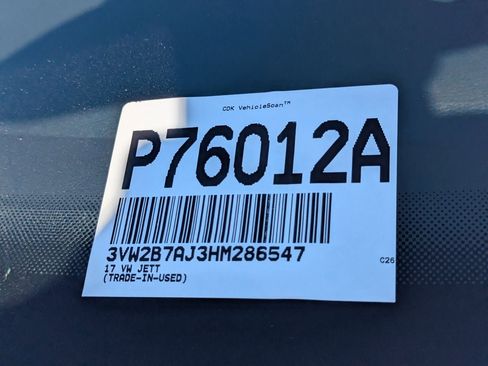 CDK VehicleScan™
P76012A
3VW2B7AJ3HM286547
17 VW JETT
(TRADE-IN-USED)
C26